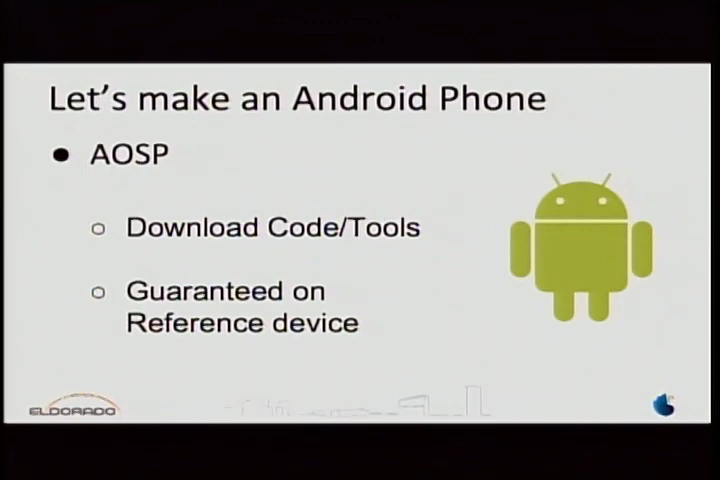 Let's make an Android Phone
● AOSP
○ Download Code/Tools
○ Guaranteed on
Reference device
ELDORADO